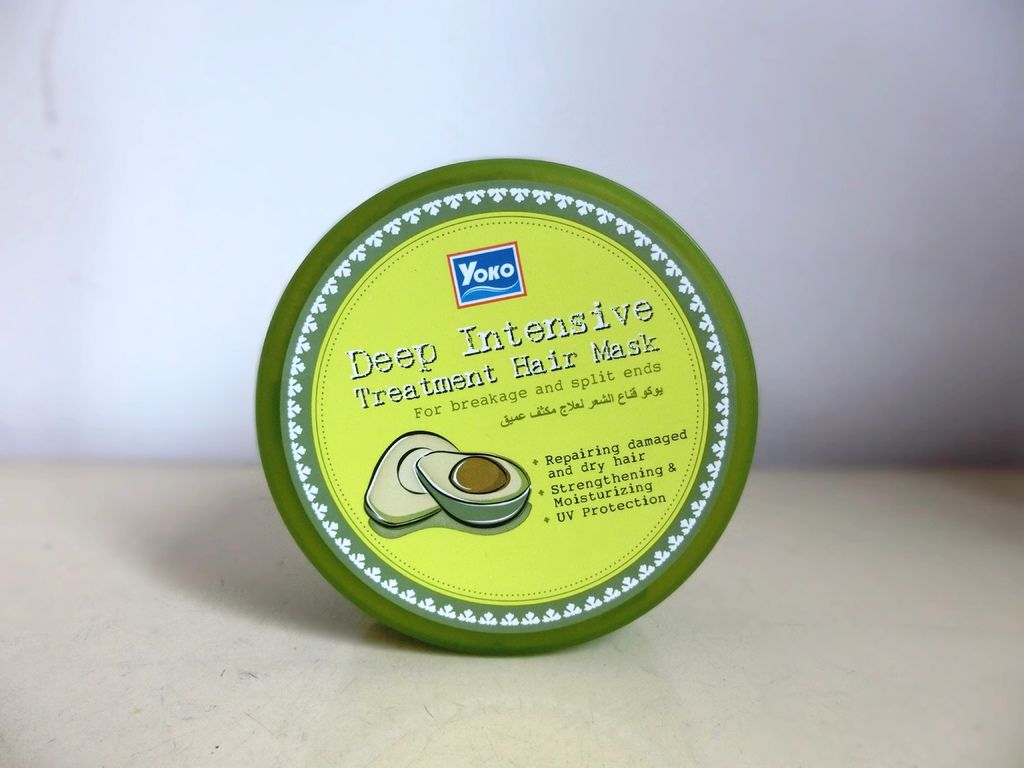 YOKO
Deep Intensive
Treatment Hair Mask
For breakage and split ends
يوكو قناع الشعر لعلاج مكثف عميق
+ Repairing damaged
and dry hair
+ Strengthening &
Moisturizing
+ UV Protection